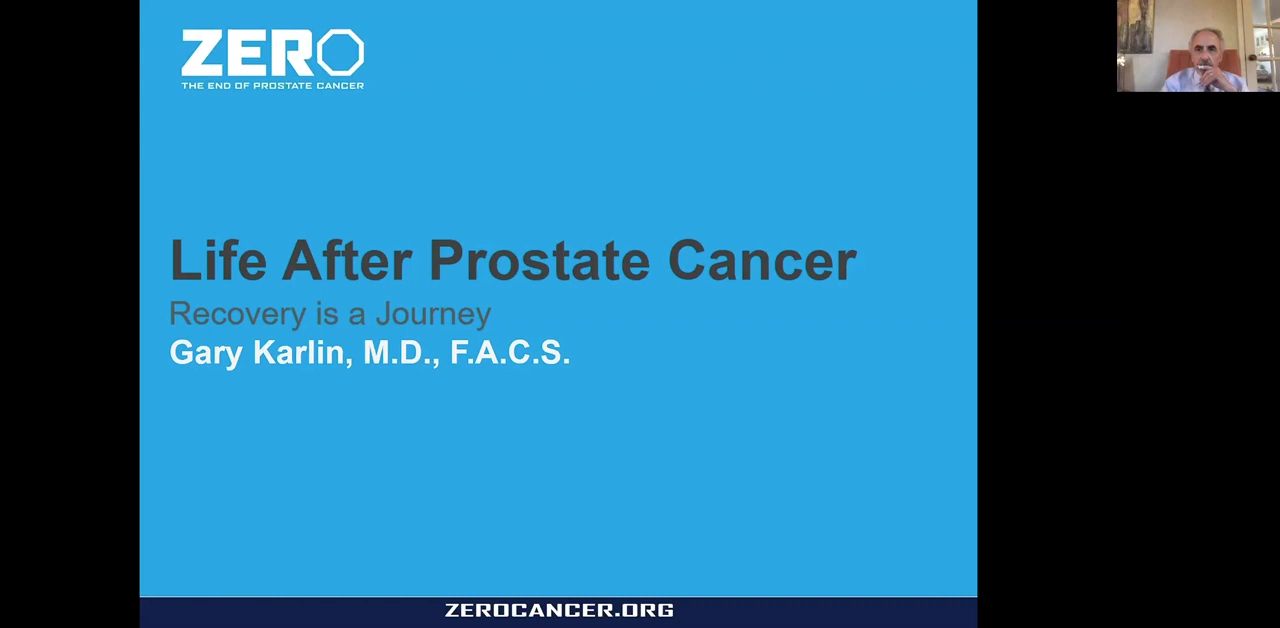 ZERO
THE END OF PROSTATE CANCER
Life After Prostate Cancer
Recovery is a Journey
Gary Karlin, M.D., F.A.C.S.
ZEROCANCER.ORG